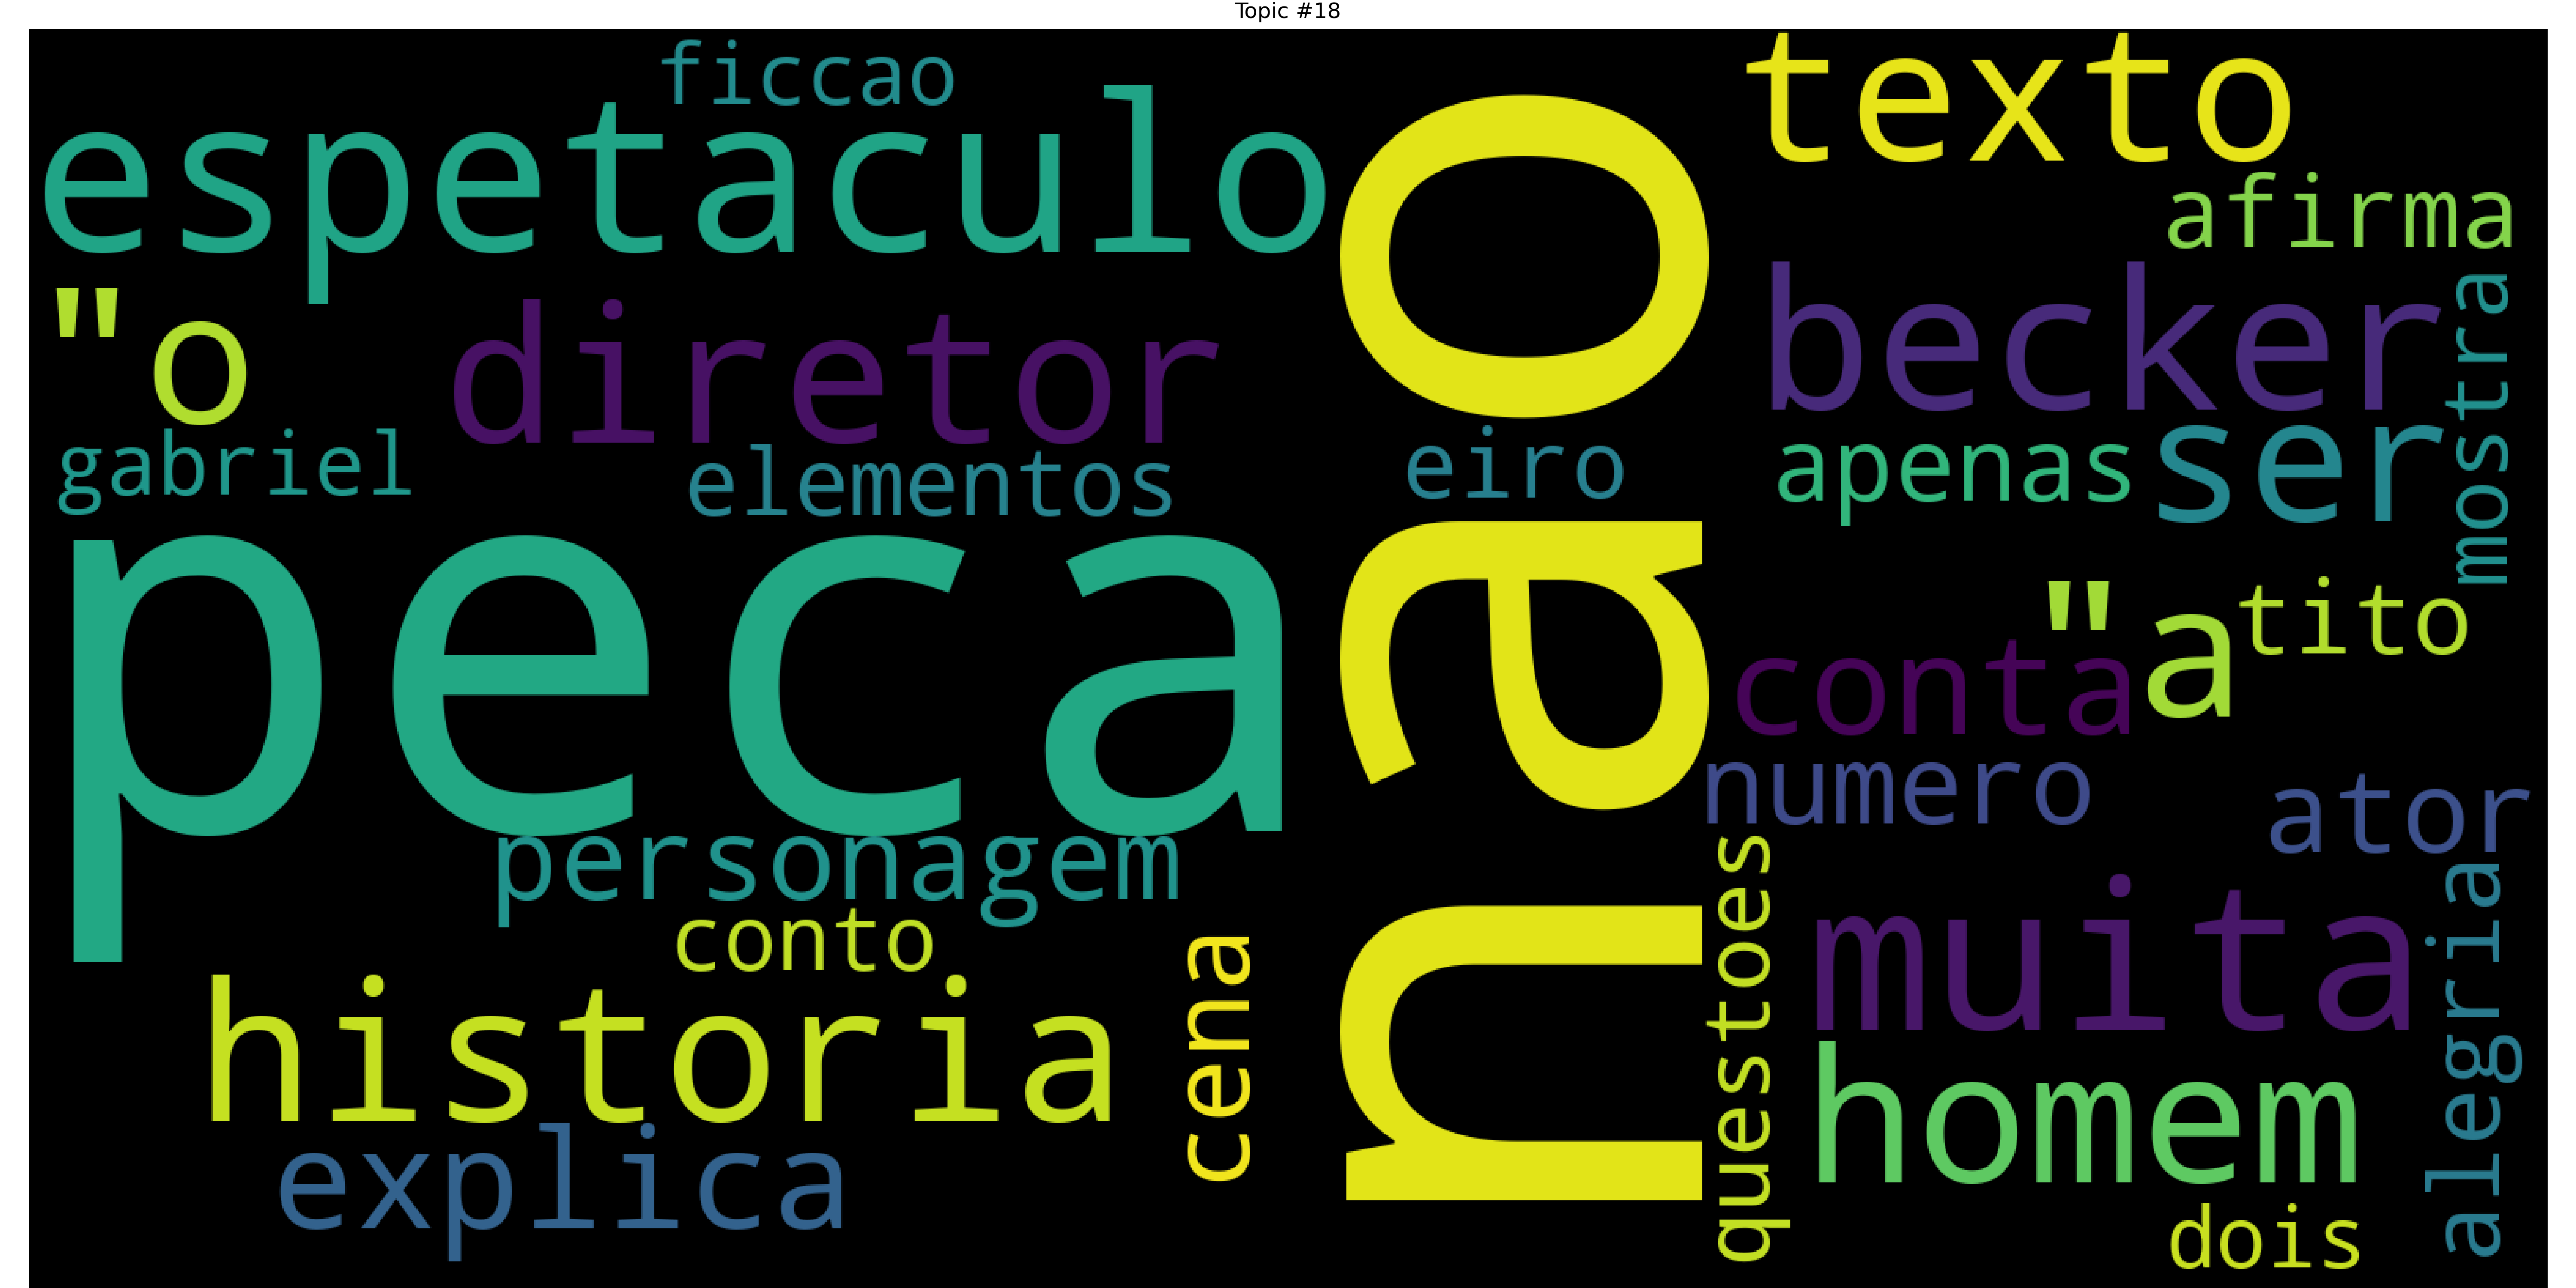 Topic #18
ficcao
espetaculo
texto
afirma
"o
diretor
becker
mostra
gabriel
elementos
eiro
apenas
ser
peca
nao
"a
tito
conta
numero
ator
personagem
conto
cena
questoes
muita
alegria
historia
homem
explica
dois